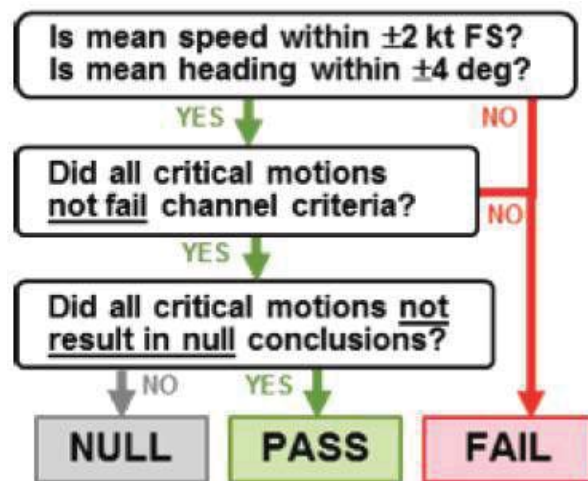 Is mean speed within ±2 kt FS?
Is mean heading within ±4 deg?
YES
NO
Did all critical motions
not fail channel criteria?
NO
YES
Did all critical motions not
result in null conclusions?
NO
YES
NULL
PASS
FAIL